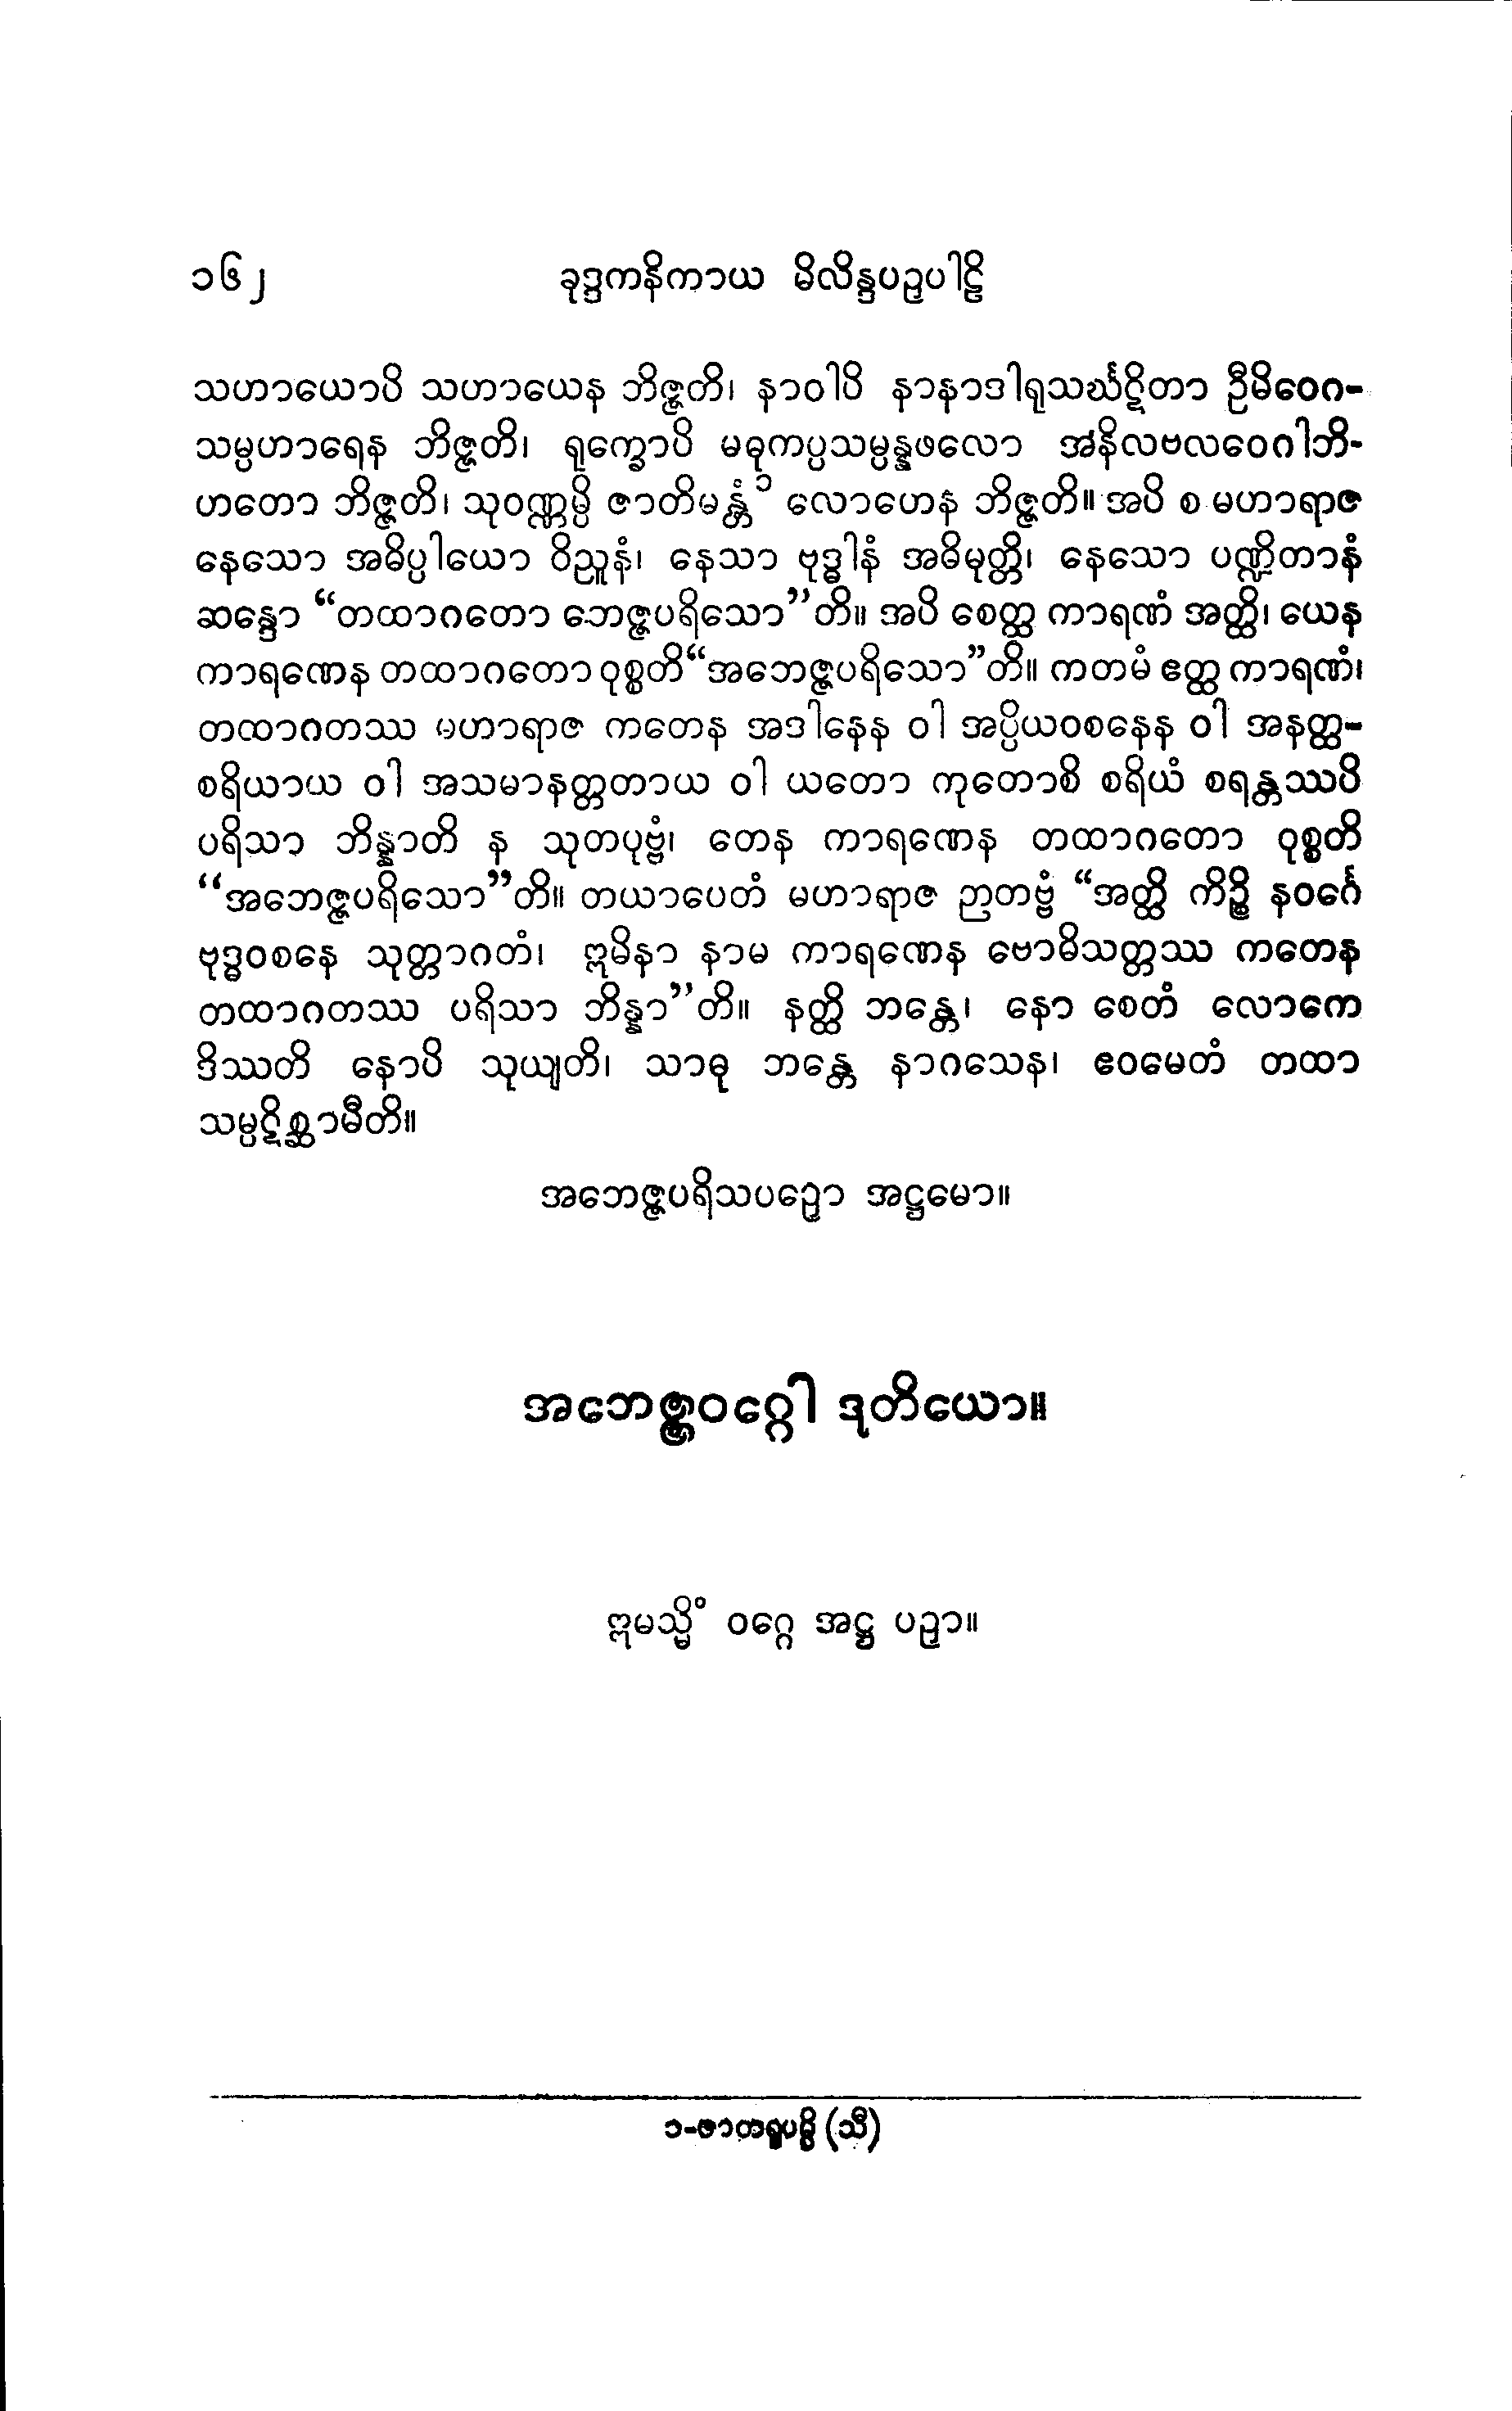 ၁၆၂ ခုဒ္ဒကနိကာယ မိလိန္ဒပဉှပါဠိ
သဟာယောပိ သဟာယေန ဘိဇ္ဇတိ၊ နာဝါပိ နာနာဒါရုသင်္ဃဋိတာ ဦမိဝေဂ-
သမ္ပဟာရေန ဘိဇ္ဇတိ၊ ရုက္ခောပိ မဓုကပ္ပသမ္ပန္နဖလော အနိလဗလဝေဂါဘိ-
ဟတော ဘိဇ္ဇတိ၊ သုဝဏ္ဏမ္ပိ ဇာတိမန္တံ၁ လောဟေန ဘိဇ္ဇတိ။ အပိ စ မဟာရာဇ
နေသော အဓိပ္ပါယော ဝိညူနံ၊ နေသာ ဗုဒ္ဓါနံ အဓိမုတ္တိ၊ နေသော ပဏ္ဍိတာနံ
ဆန္ဒော “တထာဂတော ဘေဇ္ဇပရိသော”တိ။ အပိ စေတ္ထ ကာရဏံ အတ္ထိ၊ ယေန
ကာရဏေန တထာဂတော ဝုစ္စတိ“အဘေဇ္ဇပရိသော”တိ။ ကတမံ ဧတ္ထ ကာရဏံ၊
တထာဂတဿ မဟာရာဇ ကတေန အဒါနေန ဝါ အပ္ပိယဝစနေန ဝါ အနတ္ထ-
စရိယာယ ဝါ အသမာနတ္တတာယ ဝါ ယတော ကုတောစိ စရိယံ စရန္တဿပိ
ပရိသာ ဘိန္နာတိ န သုတပုဗ္ဗံ၊ တေန ကာရဏေန တထာဂတော ဝုစ္စတိ
“အဘေဇ္ဇပရိသော”တိ။ တယာပေတံ မဟာရာဇ ဉာတဗ္ဗံ “အတ္ထိ ကိဉ္စိ နဝင်္ဂေ
ဗုဒ္ဓဝစနေ သုတ္တာဂတံ၊ ဣမိနာ နာမ ကာရဏေန ဗောဓိသတ္တဿ ကတေန
တထာဂတဿ ပရိသာ ဘိန္နာ”တိ။ နတ္ထိ ဘန္တေ၊ နော စေတံ လောကေ
ဒိဿတိ နောပိ သုယျတိ၊ သာဓု ဘန္တေ နာဂသေန၊ ဧဝမေတံ တထာ
သမ္ပဋိစ္ဆာမီတိ။
အဘေဇ္ဇပရိသပဉှော အဋ္ဌမော။
အဘေဇ္ဇဝဂ္ဂေါ ဒုတိယော။
ဣမသ္မိံ ဝဂ္ဂေ အဋ္ဌ ပဉှာ။
၁-ဇာတရူပမ္ပိ (သီ)